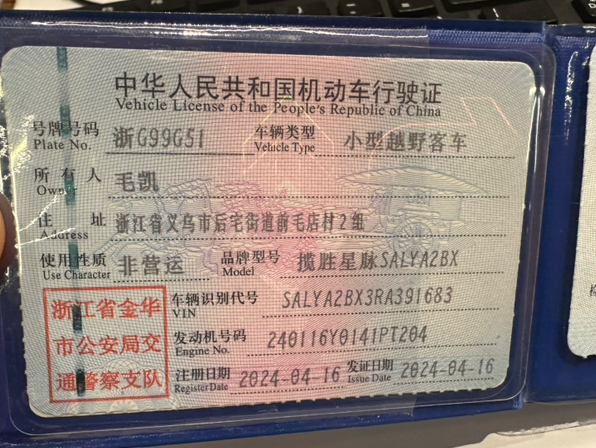 中华人民共和国机动车行驶证
Vehicle License of the People's Republic of China
号牌号码 浙G99G51 车辆类型 小型越野客车
Plate No. Vehicle Type
所有人 毛凯
Owner
住址 浙江省义乌市后宅街道前毛店村2组
Address
使用性质 非营运 品牌型号 揽胜星脉SALYA2BX
Use Character Model
浙江省金华
市公安局交
通警察支队
车辆识别代号 SALYA2BX3RA391683
VIN
发动机号码 240116Y0141PT204
Engine No.
注册日期 2024-04-16 发证日期 2024-04-16
Register Date Issue Date